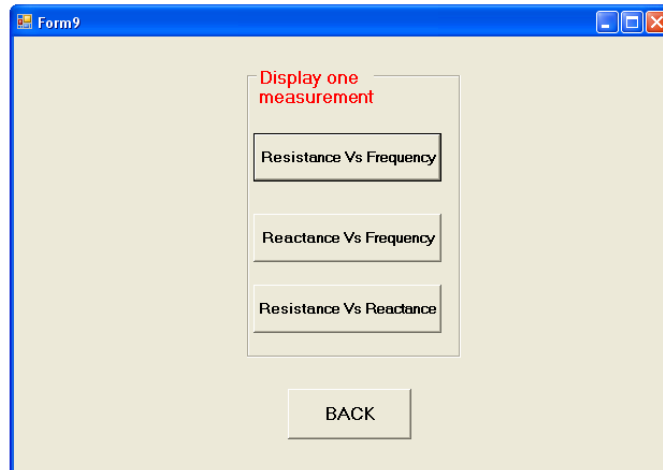 Form9
Display one
measurement
Resistance Vs Frequency
Reactance Vs Frequency
Resistance Vs Reactance
BACK